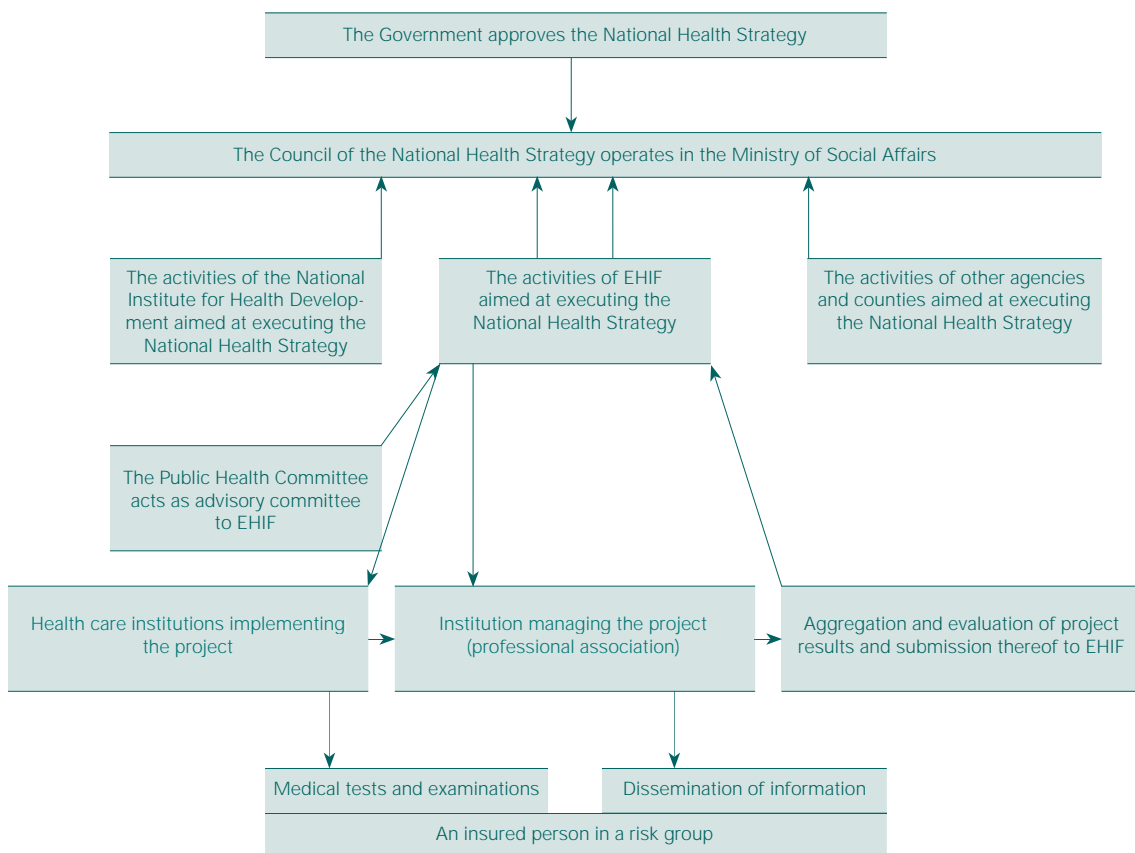 The Government approves the National Health Strategy
The Council of the National Health Strategy operates in the Ministry of Social Affairs
The activities of the National
Institute for Health Develop-
ment aimed at executing the
National Health Strategy
The activities of EHIF
aimed at executing the
National Health Strategy
The activities of other agencies
and counties aimed at executing
the National Health Strategy
The Public Health Committee
acts as advisory committee
to EHIF
Health care institutions implementing
the project
Institution managing the project
(professional association)
Aggregation and evaluation of project
results and submission thereof to EHIF
Medical tests and examinations
Dissemination of information
An insured person in a risk group